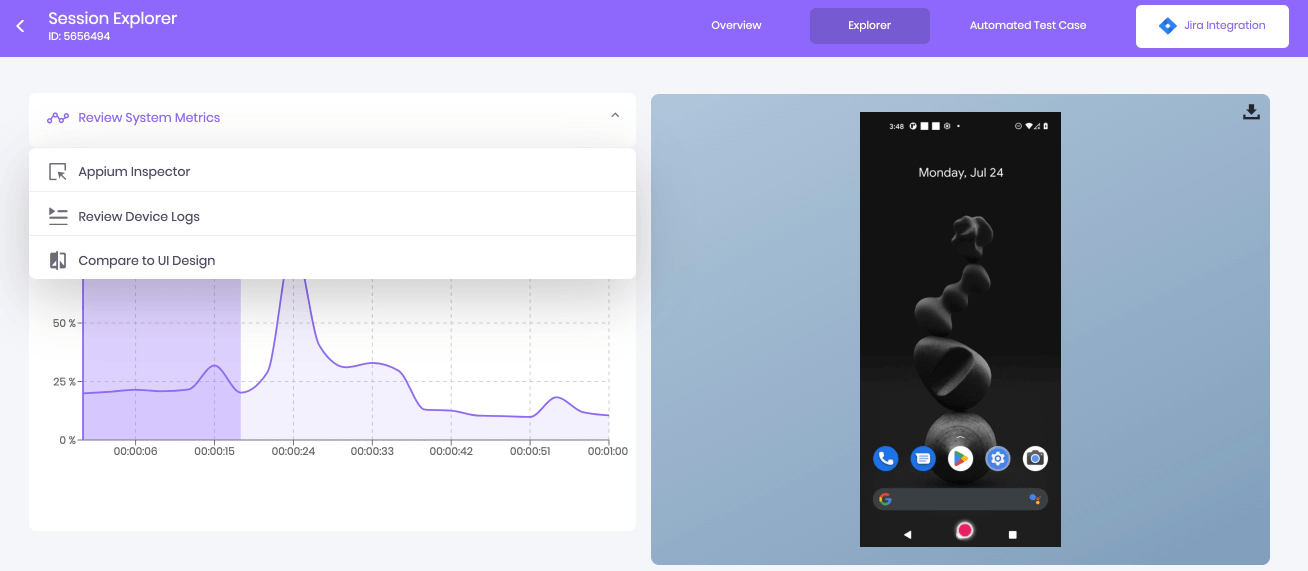 Session Explorer
ID: 5656494
Overview
Explorer
Automated Test Case
Jira Integration
Review System Metrics
Appium Inspector
Review Device Logs
Compare to UI Design
50 %
25 %
0 %
00:00:06
00:00:15
00:00:24
00:00:33
00:00:42
00:00:51
00:01:00
3:48
Monday, Jul 24